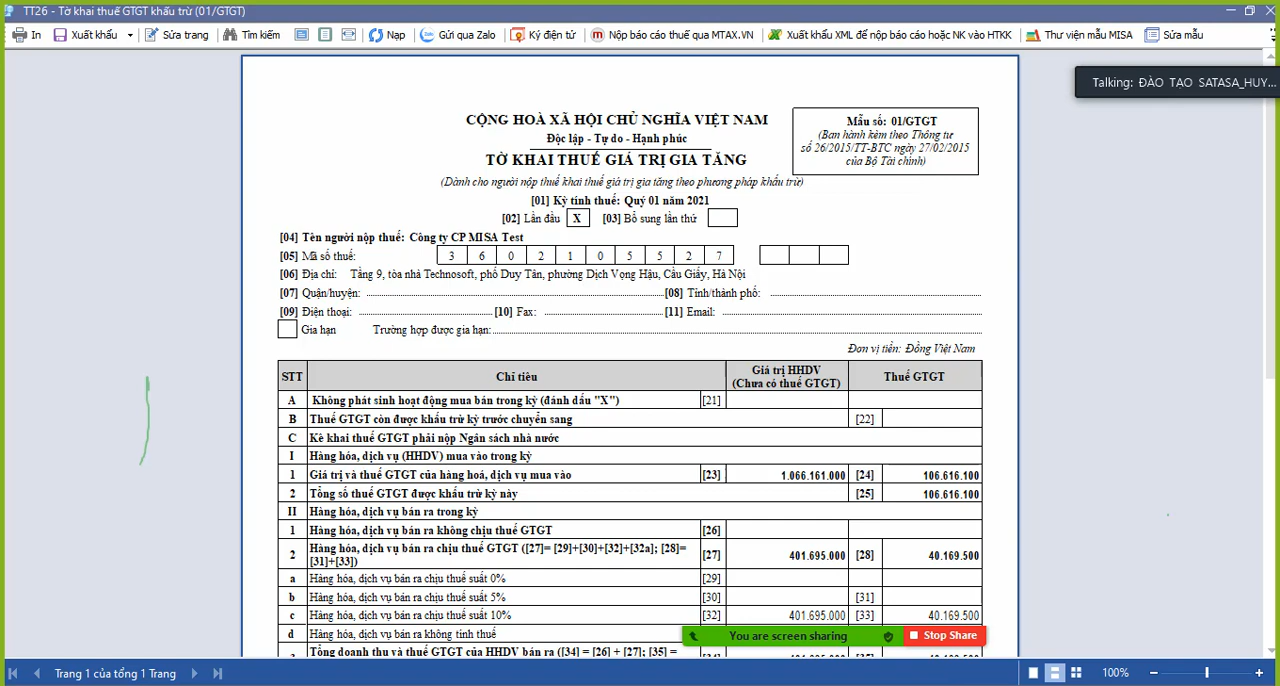 TT26 - Tờ khai thuế GTGT khấu trừ (01/GTGT)
In Xuất khẩu Sửa trang Tìm kiếm Nạp Gửi qua Zalo Ký điện tử Nộp báo cáo thuế qua MTAX.VN Xuất khẩu XML để nộp báo cáo hoặc NK vào HTKK Thư viện mẫu MISA Sửa mẫu
Talking: ĐÀO TẠO SATASA_HUY...
CỘNG HOÀ XÃ HỘI CHỦ NGHĨA VIỆT NAM
Độc lập - Tự do - Hạnh phúc
TỜ KHAI THUẾ GIÁ TRỊ GIA TĂNG
(Dành cho người nộp thuế khai thuế giá trị gia tăng theo phương pháp khấu trừ)
Mẫu số: 01/GTGT
(Ban hành kèm theo Thông tư
số 26/2015/TT-BTC ngày 27/02/2015
của Bộ Tài chính)
[01] Kỳ tính thuế: Quý 01 năm 2021
[02] Lần đầu X [03] Bổ sung lần thứ
[04] Tên người nộp thuế: Công ty CP MISA Test
[05] Mã số thuế: 3 6 0 2 1 0 5 5 2 7
[06] Địa chỉ: Tầng 9, tòa nhà Technosoft, phố Duy Tân, phường Dịch Vọng Hậu, Cầu Giấy, Hà Nội
[07] Quận/huyện: [08] Tỉnh/thành phố:
[09] Điện thoại: [10] Fax: [11] Email:
Gia hạn Trường hợp được gia hạn:
Đơn vị tiền: Đồng Việt Nam
STT Chỉ tiêu Giá trị HHDV (Chưa có thuế GTGT) Thuế GTGT
A Không phát sinh hoạt động mua bán trong kỳ (đánh dấu "X") [21]
B Thuế GTGT còn được khấu trừ kỳ trước chuyển sang [22]
C Kê khai thuế GTGT phải nộp Ngân sách nhà nước
I Hàng hóa, dịch vụ (HHDV) mua vào trong kỳ
1 Giá trị và thuế GTGT của hàng hoá, dịch vụ mua vào [23] 1.066.161.000 [24] 106.616.100
2 Tổng số thuế GTGT được khấu trừ kỳ này [25] 106.616.100
II Hàng hóa, dịch vụ bán ra trong kỳ
1 Hàng hóa, dịch vụ bán ra không chịu thuế GTGT [26]
2 Hàng hóa, dịch vụ bán ra chịu thuế GTGT ([27]= [29]+[30]+[32]+[32a]; [28]= [31]+[33]) [27] 401.695.000 [28] 40.169.500
a Hàng hóa, dịch vụ bán ra chịu thuế suất 0% [29]
b Hàng hóa, dịch vụ bán ra chịu thuế suất 5% [30] [31]
c Hàng hóa, dịch vụ bán ra chịu thuế suất 10% [32] 401.695.000 [33] 40.169.500
d Hàng hóa, dịch vụ bán ra không tính thuế
You are screen sharing Stop Share
Tổng doanh thu và thuế GTGT của HHDV bán ra ([34] = [26] + [27]; [35] =
Trang 1 của tổng 1 Trang 100%